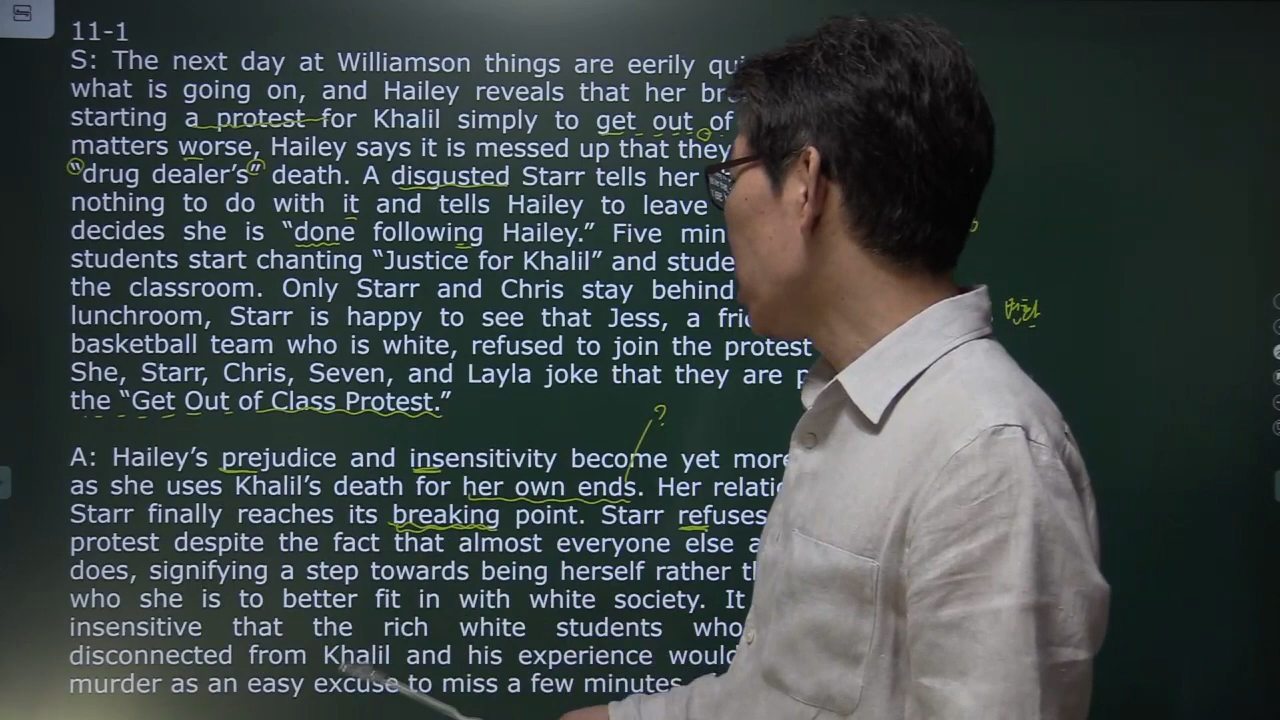 11-1
S: The next day at Williamson things are eerily
what is going on, and Hailey reveals that her
starting a protest for Khalil simply to get out of
matters worse, Hailey says it is messed up that they
"drug dealer's" death. A disgusted Starr tells her
nothing to do with it and tells Hailey to leave
decides she is “done following Hailey.” Five
students start chanting “Justice for Khalil” and
the classroom. Only Starr and Chris stay behind
lunchroom, Starr is happy to see that Jess, a
basketball team who is white, refused to join the protest
She, Starr, Chris, Seven, and Layla joke that they are
the “Get Out of Class Protest.”
?
A: Hailey’s prejudice and insensitivity become yet more
as she uses Khalil’s death for her own ends. Her
Starr finally reaches its breaking point. Starr refuses
protest despite the fact that almost everyone else
does, signifying a step towards being herself rather
who she is to better fit in with white society. It
insensitive that the rich white students who
disconnected from Khalil and his experience would
murder as an easy excuse to miss a few minutes